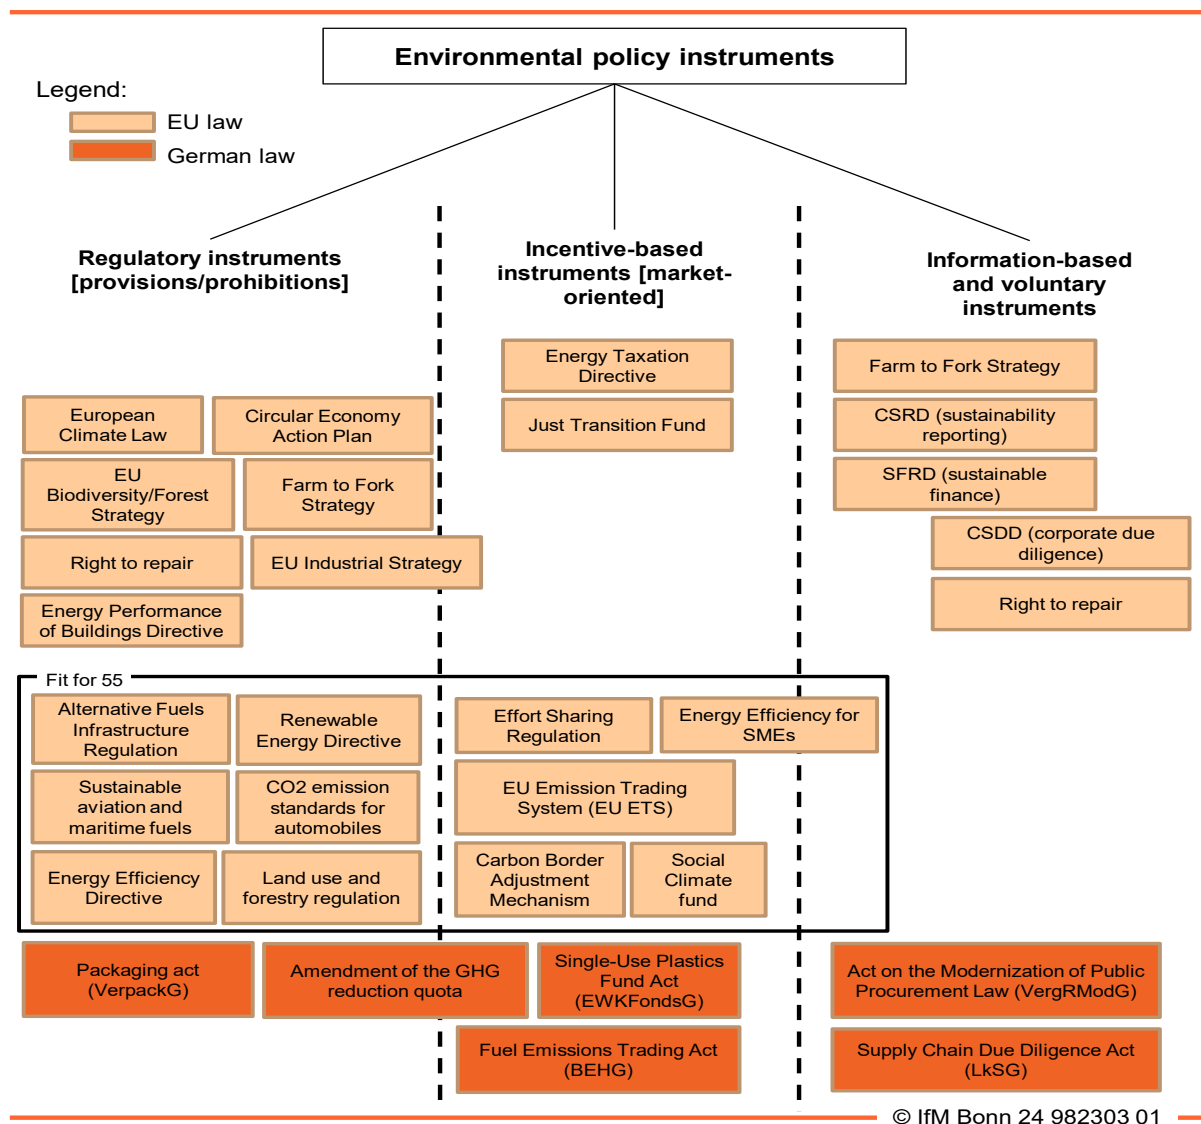 Environmental policy instruments
Legend:
EU law
German law
Regulatory instruments
[provisions/prohibitions]
Incentive-based
instruments [market-
oriented]
Information-based
and voluntary
instruments
European
Climate Law
Circular Economy
Action Plan
EU
Biodiversity/Forest
Strategy
Farm to Fork
Strategy
Right to repair
EU Industrial Strategy
Energy Performance
of Buildings Directive
Energy Taxation
Directive
Just Transition Fund
Farm to Fork Strategy
CSRD (sustainability
reporting)
SFRD (sustainable
finance)
CSDD (corporate due
diligence)
Right to repair
Fit for 55
Alternative Fuels
Infrastructure
Regulation
Renewable
Energy Directive
Sustainable
aviation and
maritime fuels
CO2 emission
standards for
automobiles
Energy Efficiency
Directive
Land use and
forestry regulation
Effort Sharing
Regulation
Energy Efficiency for
SMEs
EU Emission Trading
System (EU ETS)
Carbon Border
Adjustment
Mechanism
Social
Climate
fund
Packaging act
(VerpackG)
Amendment of the GHG
reduction quota
Single-Use Plastics
Fund Act
(EWKFondsG)
Fuel Emissions Trading Act
(BEHG)
Act on the Modernization of Public
Procurement Law (VergRModG)
Supply Chain Due Diligence Act
(LkSG)
© IfM Bonn 24 982303 01